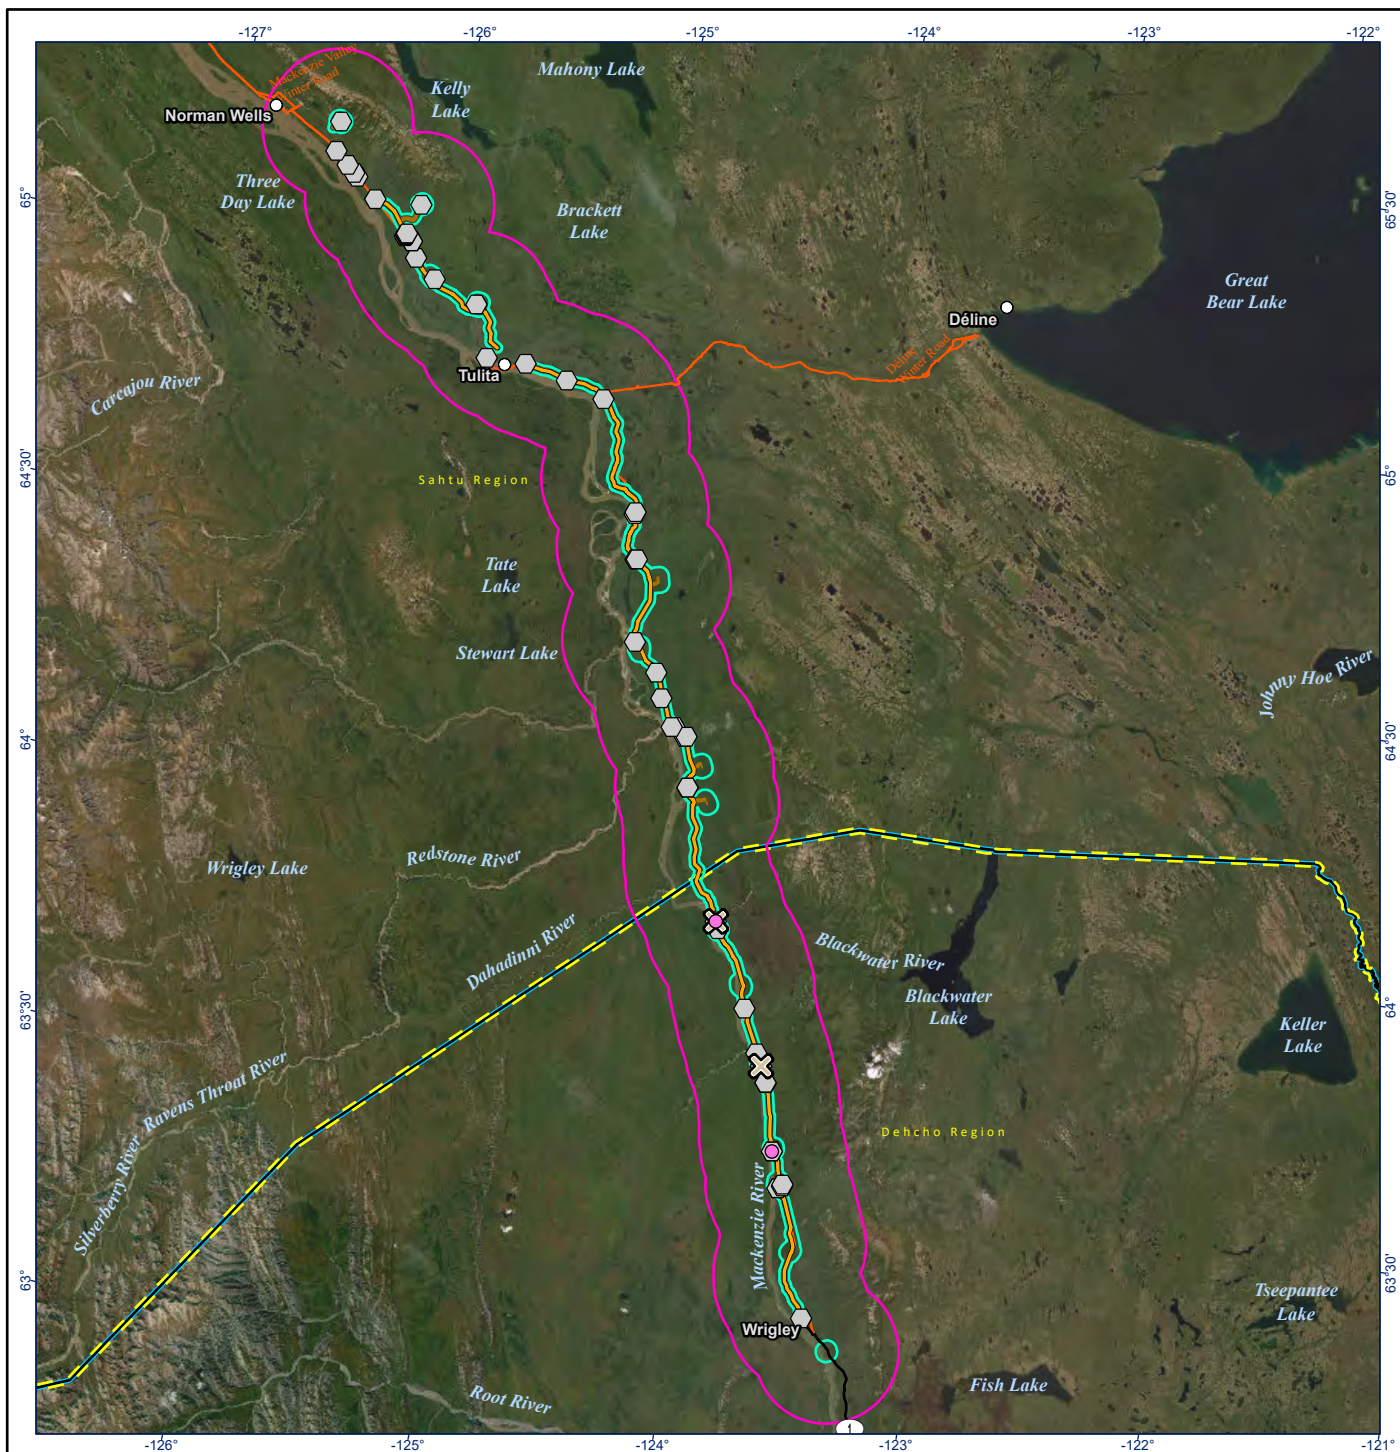 -127°
-126°
-125°
-124°
-123°
-122°
Mackenzie Valley
Winter Road
Norman Wells
Kelly
Lake
Mahony Lake
Three
Day Lake
65°
65°30'
Brackett
Lake
Great
Bear Lake
Déline
Déline
Winter Road
Tulita
Carcajou River
64°30'
65°
Sahtu Region
Tate
Lake
Stewart Lake
Johnny Hoe River
64°
64°30'
Redstone River
Wrigley Lake
Dahadinni River
Blackwater River
Blackwater
Lake
63°30'
64°
Keller
Lake
Ravens Throat River
Dehcho Region
Silverberry River
Mackenzie River
63°
63°30'
Tseepantee
Lake
Wrigley
Fish Lake
Root River
1
-126°
-125°
-124°
-123°
-122°
-121°